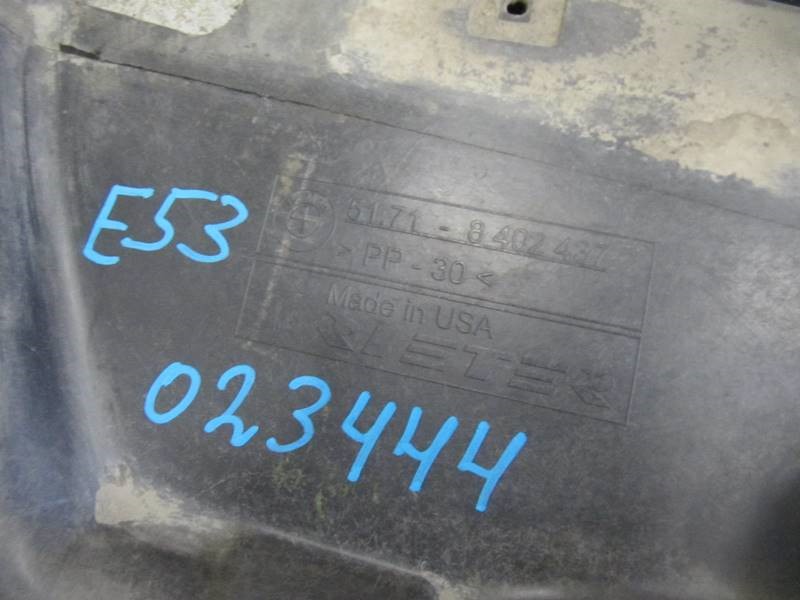 E53
51.71 - 8 402 437
> PP - 30 <
Made in USA
023444